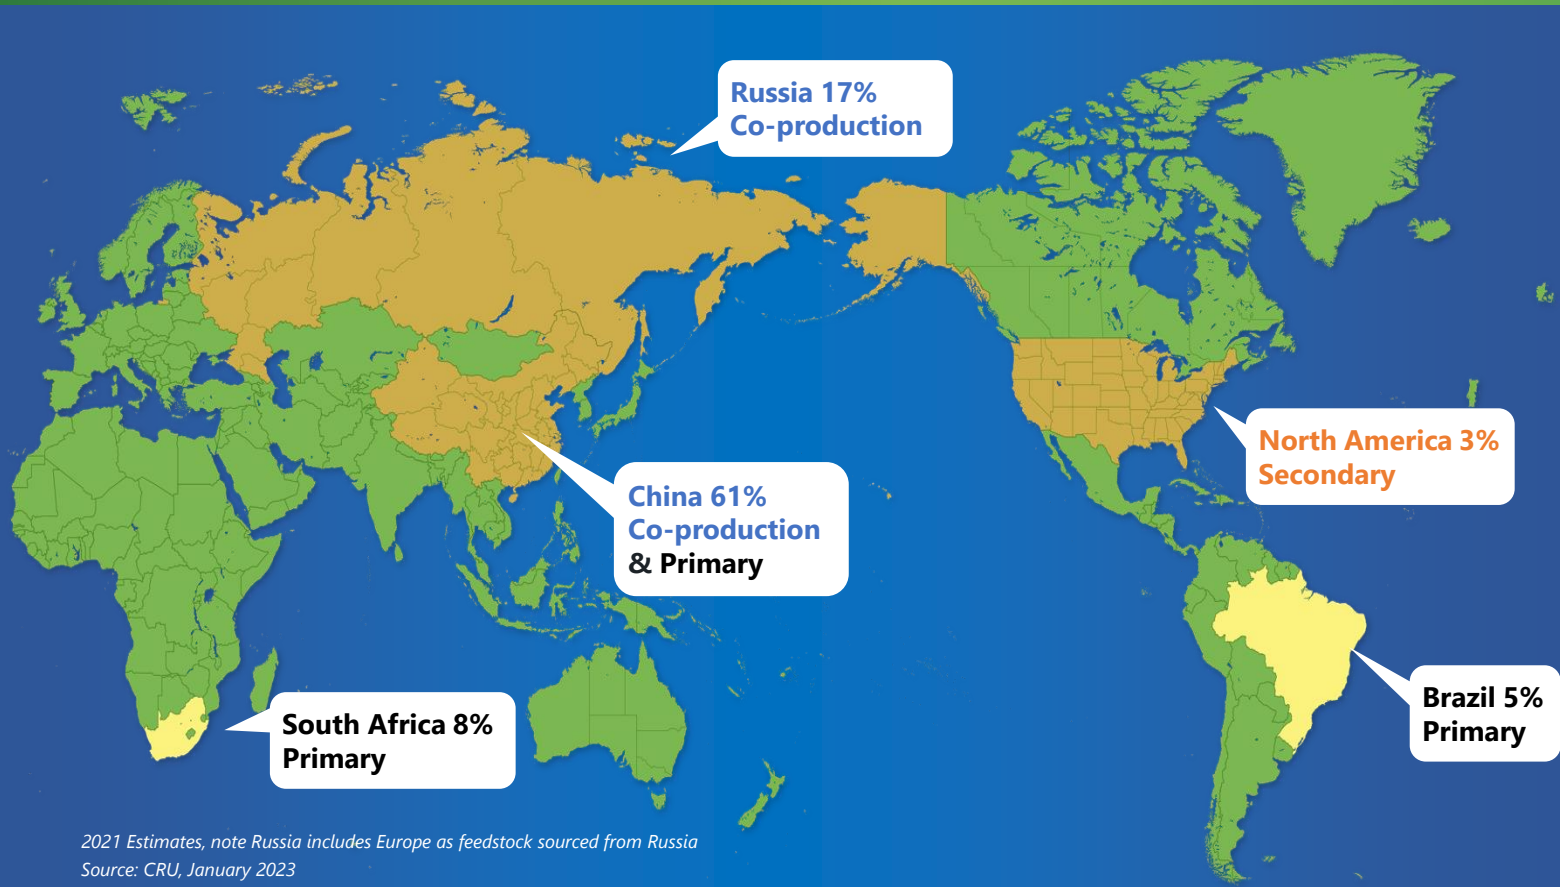 Russia 17%
Co-production
North America 3%
Secondary
China 61%
Co-production
& Primary
Brazil 5%
Primary
South Africa 8%
Primary
2021 Estimates, note Russia includes Europe as feedstock sourced from Russia
Source: CRU, January 2023